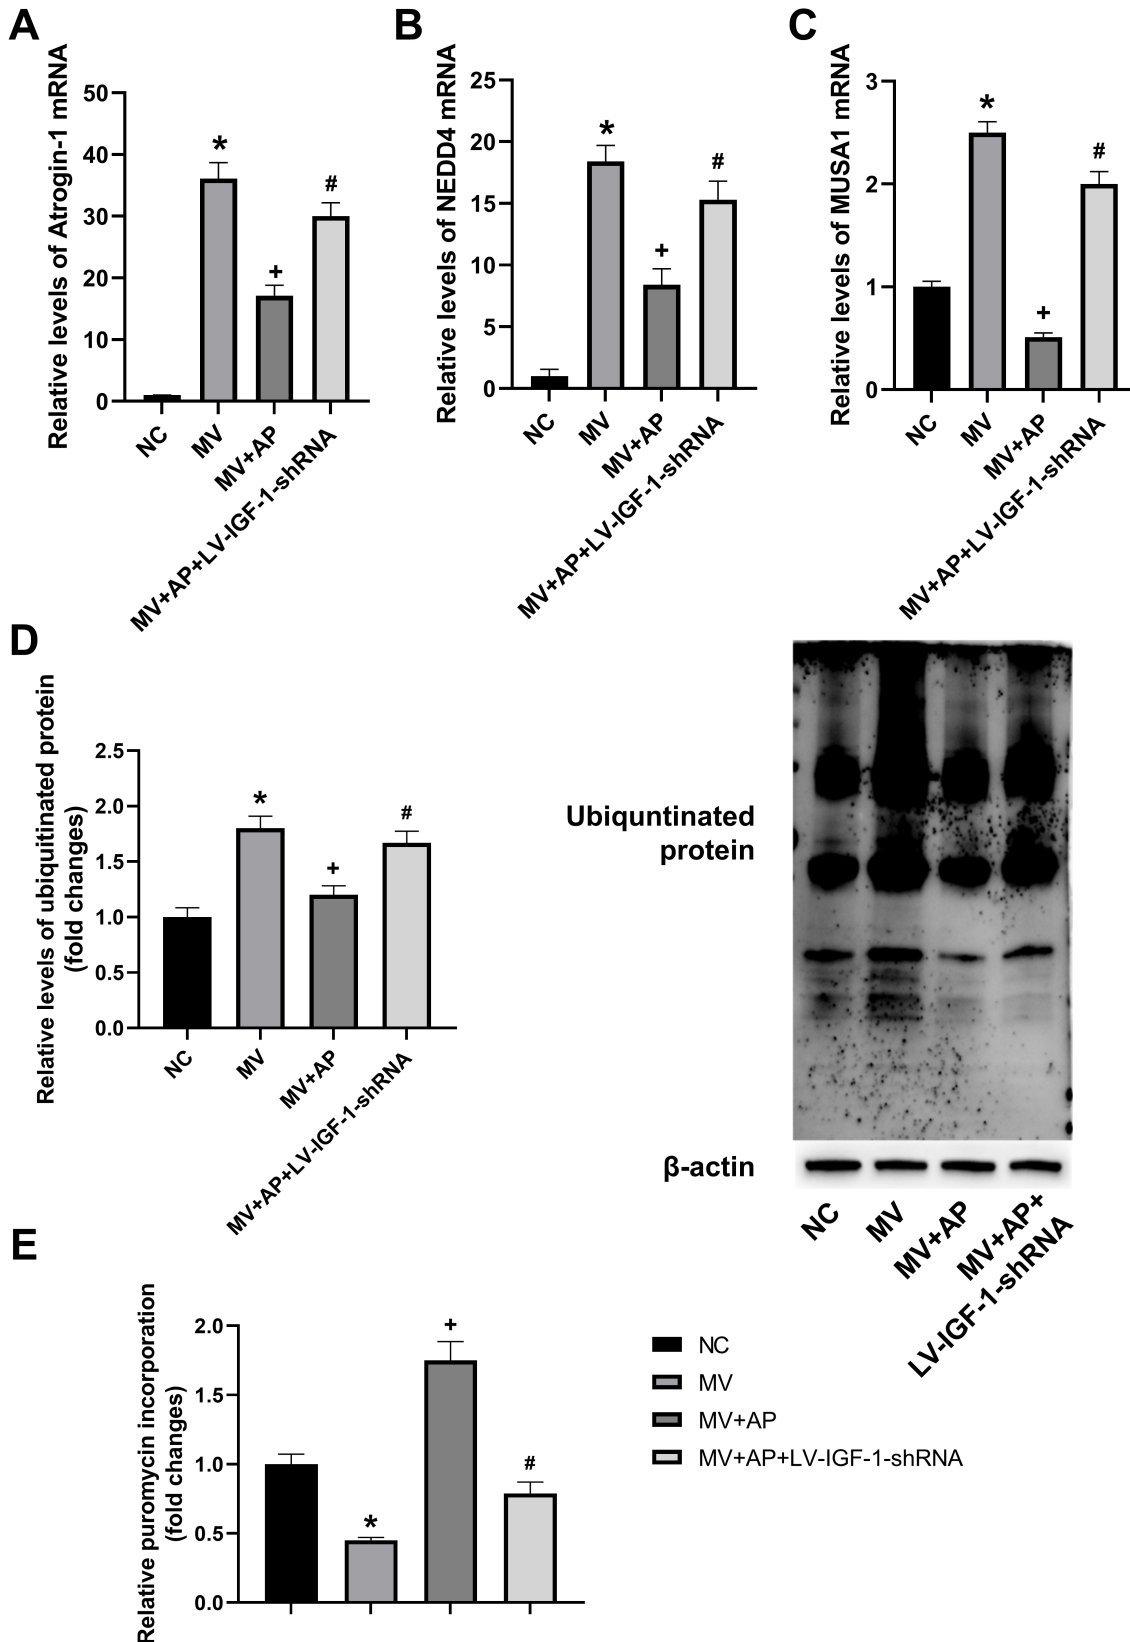 A
Relative levels of Atrogin-1 mRNA
50
40
30
20
10
0
*
+
#
NC
MV
MV+AP
MV+AP+LV-IGF-1-shRNA
B
Relative levels of NEDD4 mRNA
25
20
15
10
5
0
*
+
#
NC
MV
MV+AP
MV+AP+LV-IGF-1-shRNA
C
Relative levels of MUSA1 mRNA
3
2
1
0
*
+
#
NC
MV
MV+AP
MV+AP+LV-IGF-1-shRNA
D
Relative levels of ubiquitinated protein
(fold changes)
2.5
2.0
1.5
1.0
0.5
0.0
*
+
#
NC
MV
MV+AP
MV+AP+LV-IGF-1-shRNA
Ubiquntinated
protein
β-actin
NC
MV
MV+AP
MV+AP+
LV-IGF-1-shRNA
E
Relative puromycin incorporation
(fold changes)
2.0
1.5
1.0
0.5
0.0
*
+
#
NC
MV
MV+AP
MV+AP+LV-IGF-1-shRNA